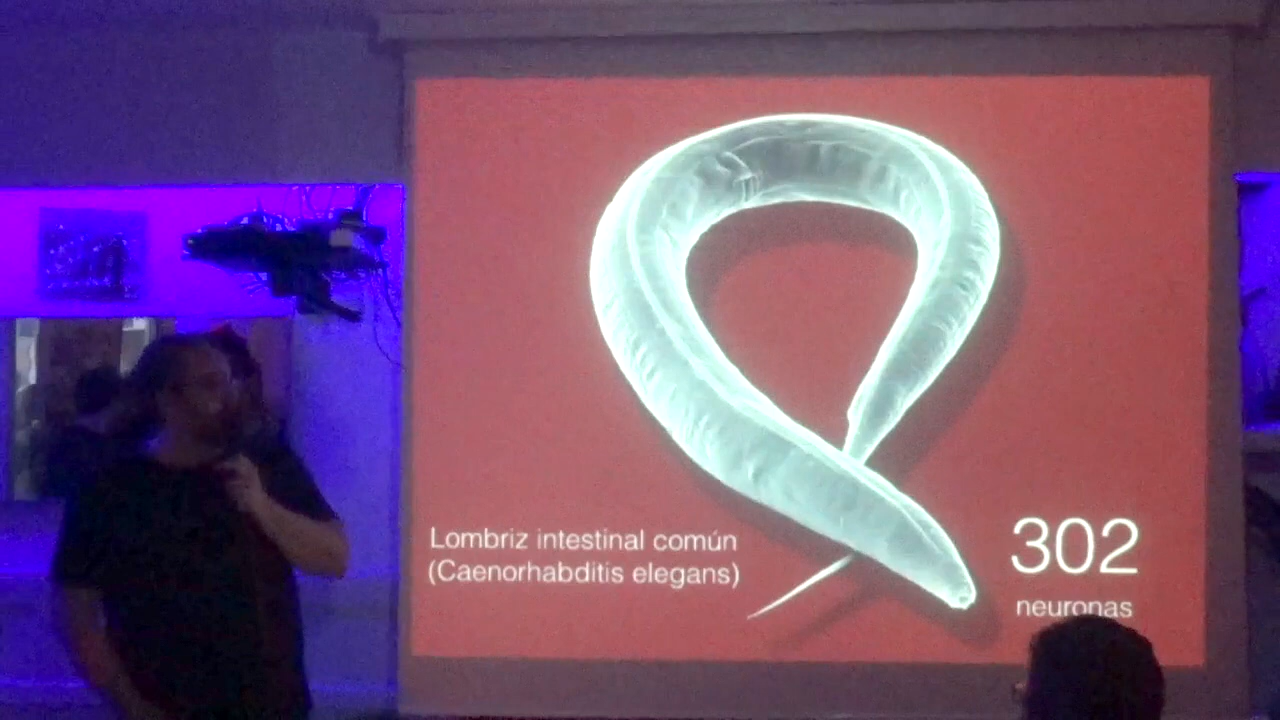 Lombriz intestinal común
(Caenorhabditis elegans)
302
neuronas